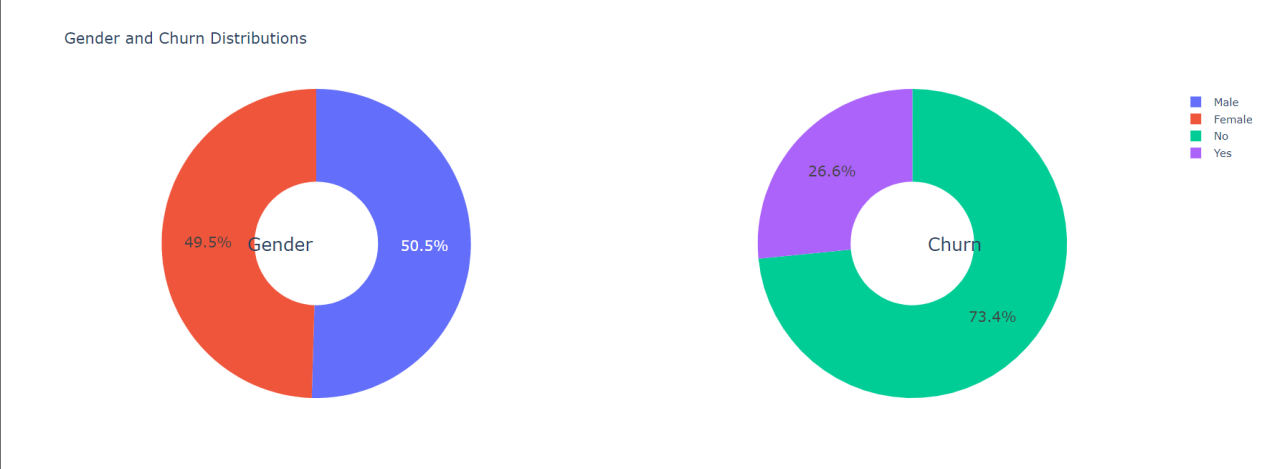 Gender and Churn Distributions
Male
Female
No
Yes
26.6%
49.5%
Gender
50.5%
Churn
73.4%